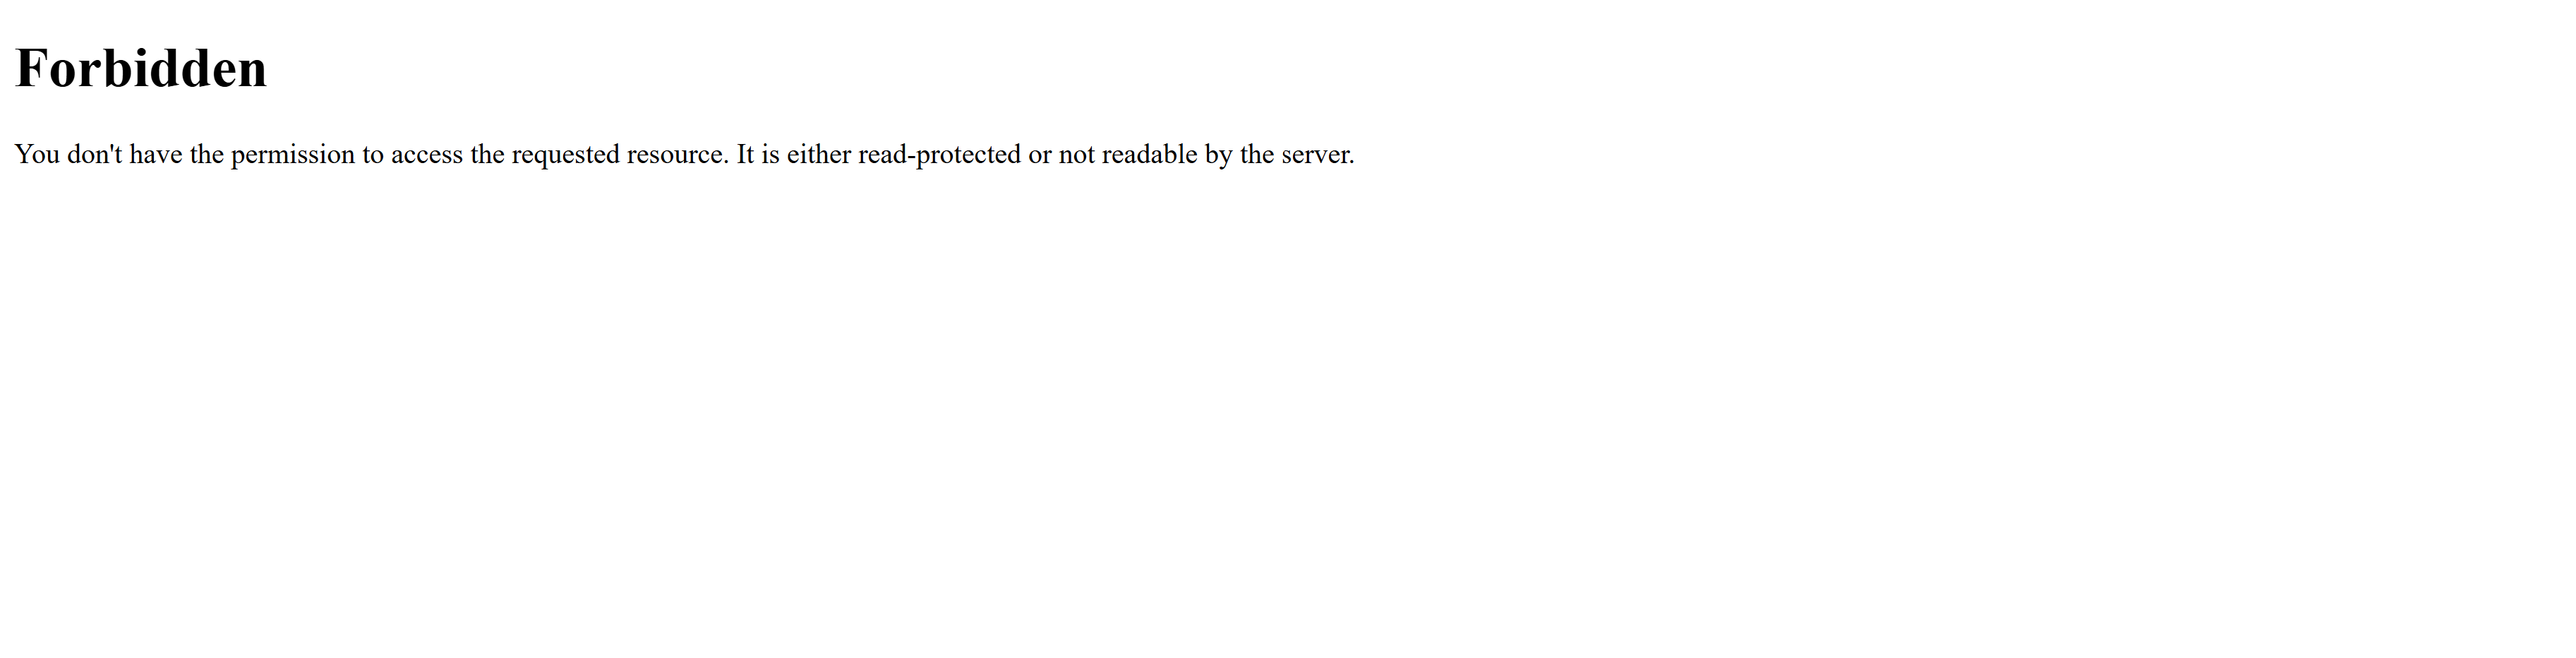 Forbidden
You don't have the permission to access the requested resource. It is either read-protected or not readable by the server.